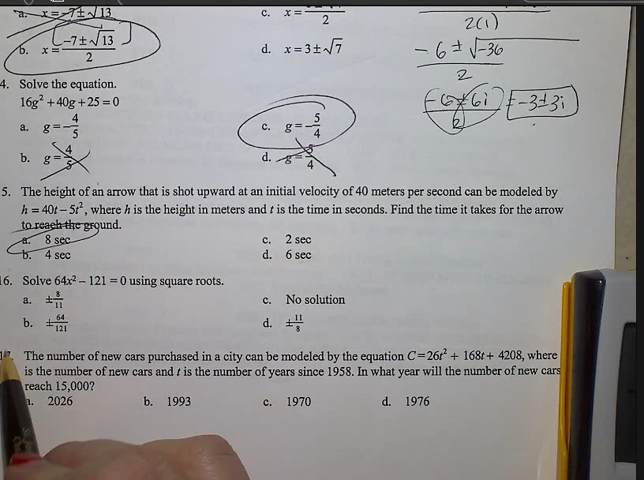 a. x = -7 ± √13
b. x = (-7 ± √13)/2
c. x = /2
d. x = 3 ± √7
2(1)
-6 ± √-36
2
-6 ± 6i / 2 = -3 ± 3i
4. Solve the equation.
16g² + 40g + 25 = 0
a. g = -4/5
b. g = 4/5
c. g = -5/4
d. g = 5/4
5. The height of an arrow that is shot upward at an initial velocity of 40 meters per second can be modeled by
h = 40t – 5t², where h is the height in meters and t is the time in seconds. Find the time it takes for the arrow
to reach the ground.
a. 8 sec
b. 4 sec
c. 2 sec
d. 6 sec
16. Solve 64x² – 121 = 0 using square roots.
a. ±8/11
b. ±64/121
c. No solution
d. ±11/8
The number of new cars purchased in a city can be modeled by the equation C = 26t² + 168t + 4208, where
is the number of new cars and t is the number of years since 1958. In what year will the number of new cars
reach 15,000?
a. 2026
b. 1993
c. 1970
d. 1976